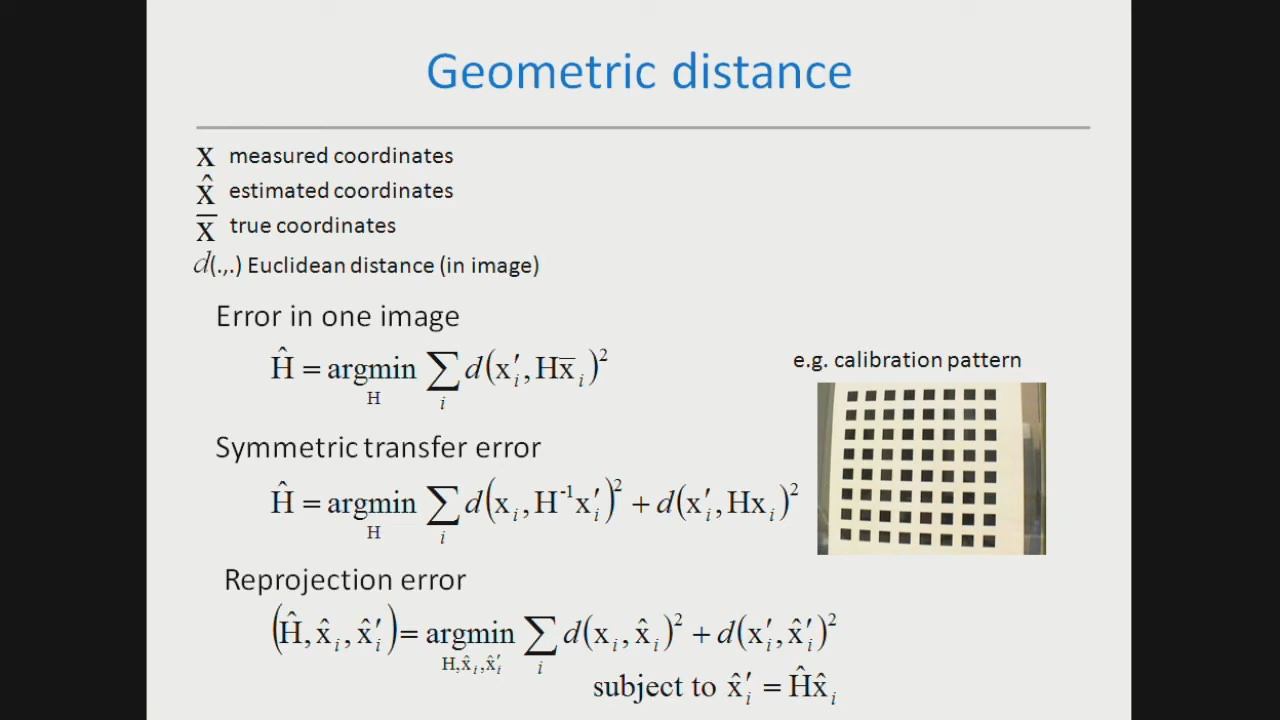 Geometric distance
x measured coordinates
x̂ estimated coordinates
x̄ true coordinates
d(.,.) Euclidean distance (in image)
Error in one image
Ĥ = argmin_H ∑_i d(x′_i, Hx̄_i)²
e.g. calibration pattern
Symmetric transfer error
Ĥ = argmin_H ∑_i d(x_i, H⁻¹x′_i)² + d(x′_i, Hx_i)²
Reprojection error
(Ĥ, x̂_i, x̂′_i) = argmin_{H,x̂_i,x̂′_i} ∑_i d(x_i, x̂_i)² + d(x′_i, x̂′_i)²
subject to x̂′_i = Ĥx̂_i